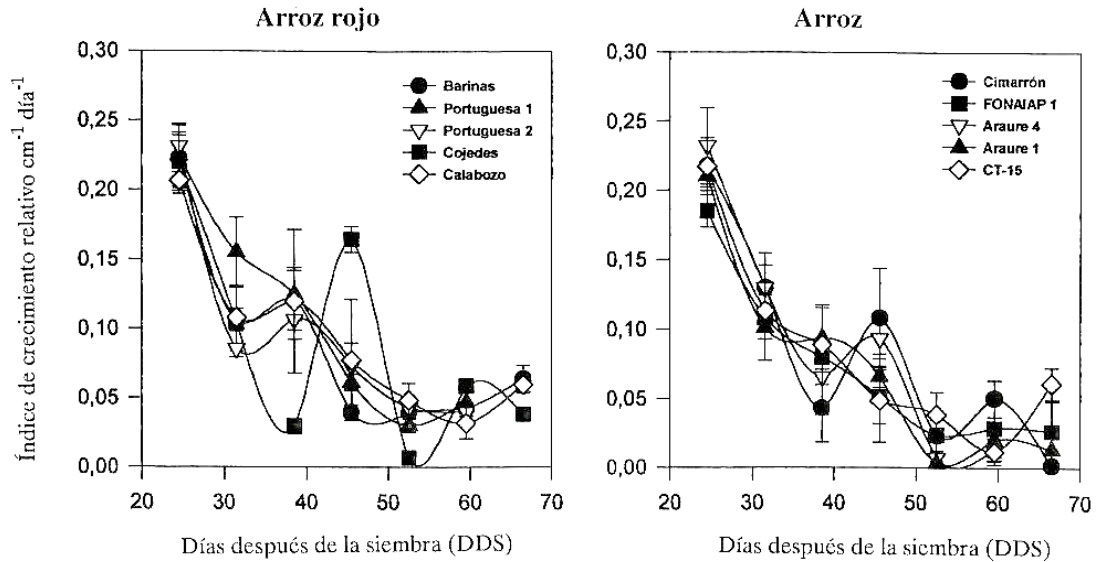 Arroz rojo
Índice de crecimiento relativo cm-1 día-1
0,30
0,25
0,20
0,15
0,10
0,05
0,00
Barinas
Portuguesa 1
Portuguesa 2
Cojedes
Calabozo
20 30 40 50 60 70
Días después de la siembra (DDS)
Arroz
0,30
0,25
0,20
0,15
0,10
0,05
0,00
Cimarrón
FONAIAP 1
Araure 4
Araure 1
CT-15
20 30 40 50 60 70
Días después de la siembra (DDS)